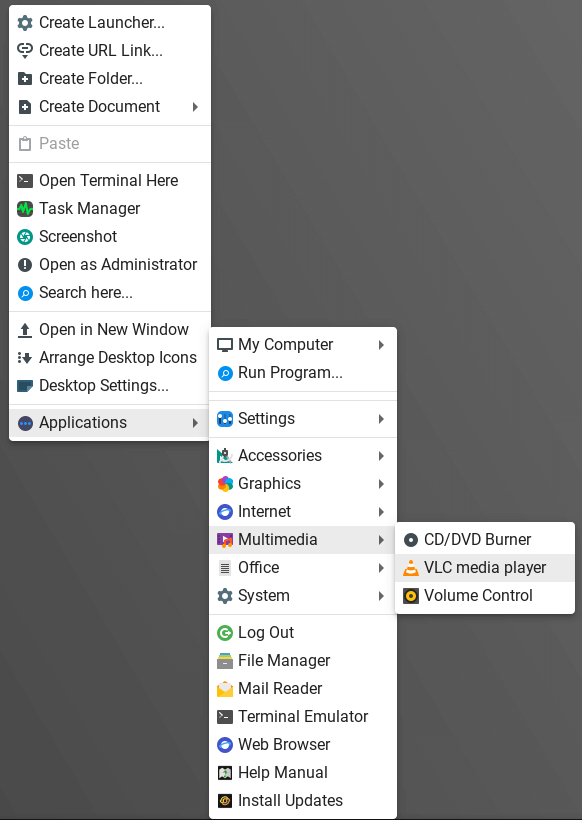 Create Launcher...
Create URL Link...
Create Folder...
Create Document
Paste
Open Terminal Here
Task Manager
Screenshot
Open as Administrator
Search here...
Open in New Window
Arrange Desktop Icons
Desktop Settings...
Applications
My Computer
Run Program...
Settings
Accessories
Graphics
Internet
Multimedia
Office
System
Log Out
File Manager
Mail Reader
Terminal Emulator
Web Browser
Help Manual
Install Updates
CD/DVD Burner
VLC media player
Volume Control